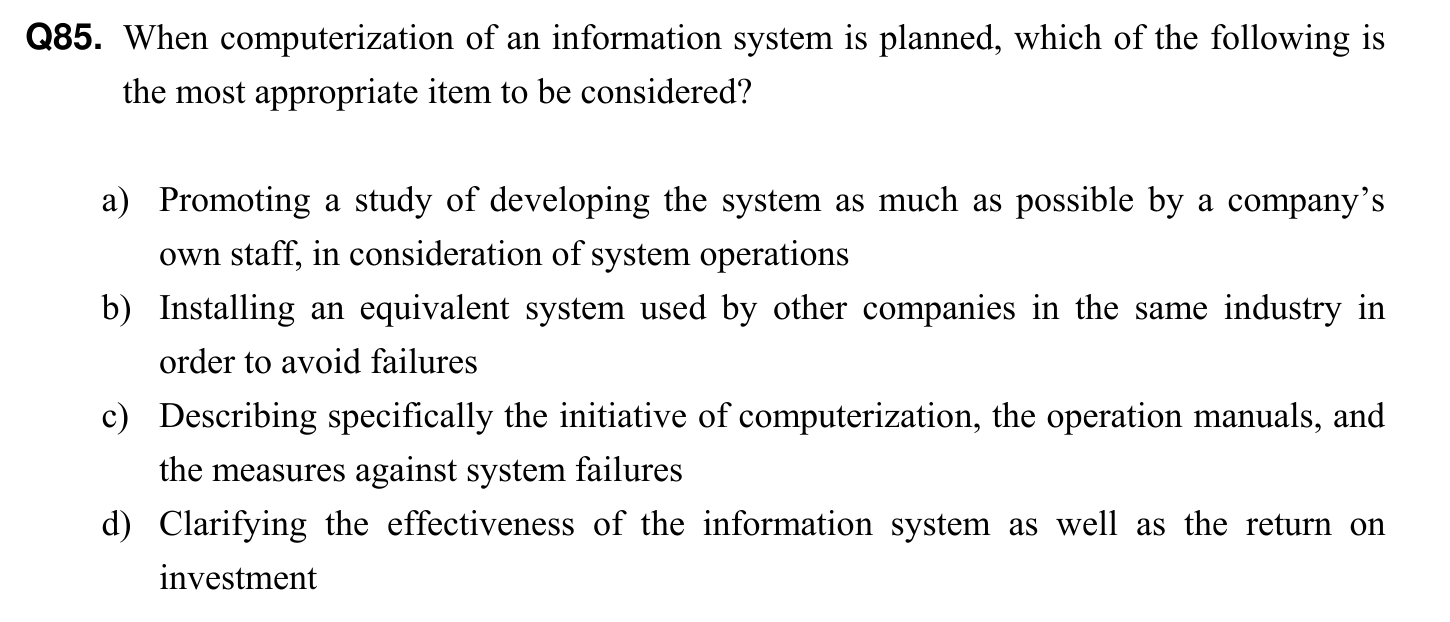 Q85. When computerization of an information system is planned, which of the following is
the most appropriate item to be considered?
a) Promoting a study of developing the system as much as possible by a company’s
own staff, in consideration of system operations
b) Installing an equivalent system used by other companies in the same industry in
order to avoid failures
c) Describing specifically the initiative of computerization, the operation manuals, and
the measures against system failures
d) Clarifying the effectiveness of the information system as well as the return on
investment